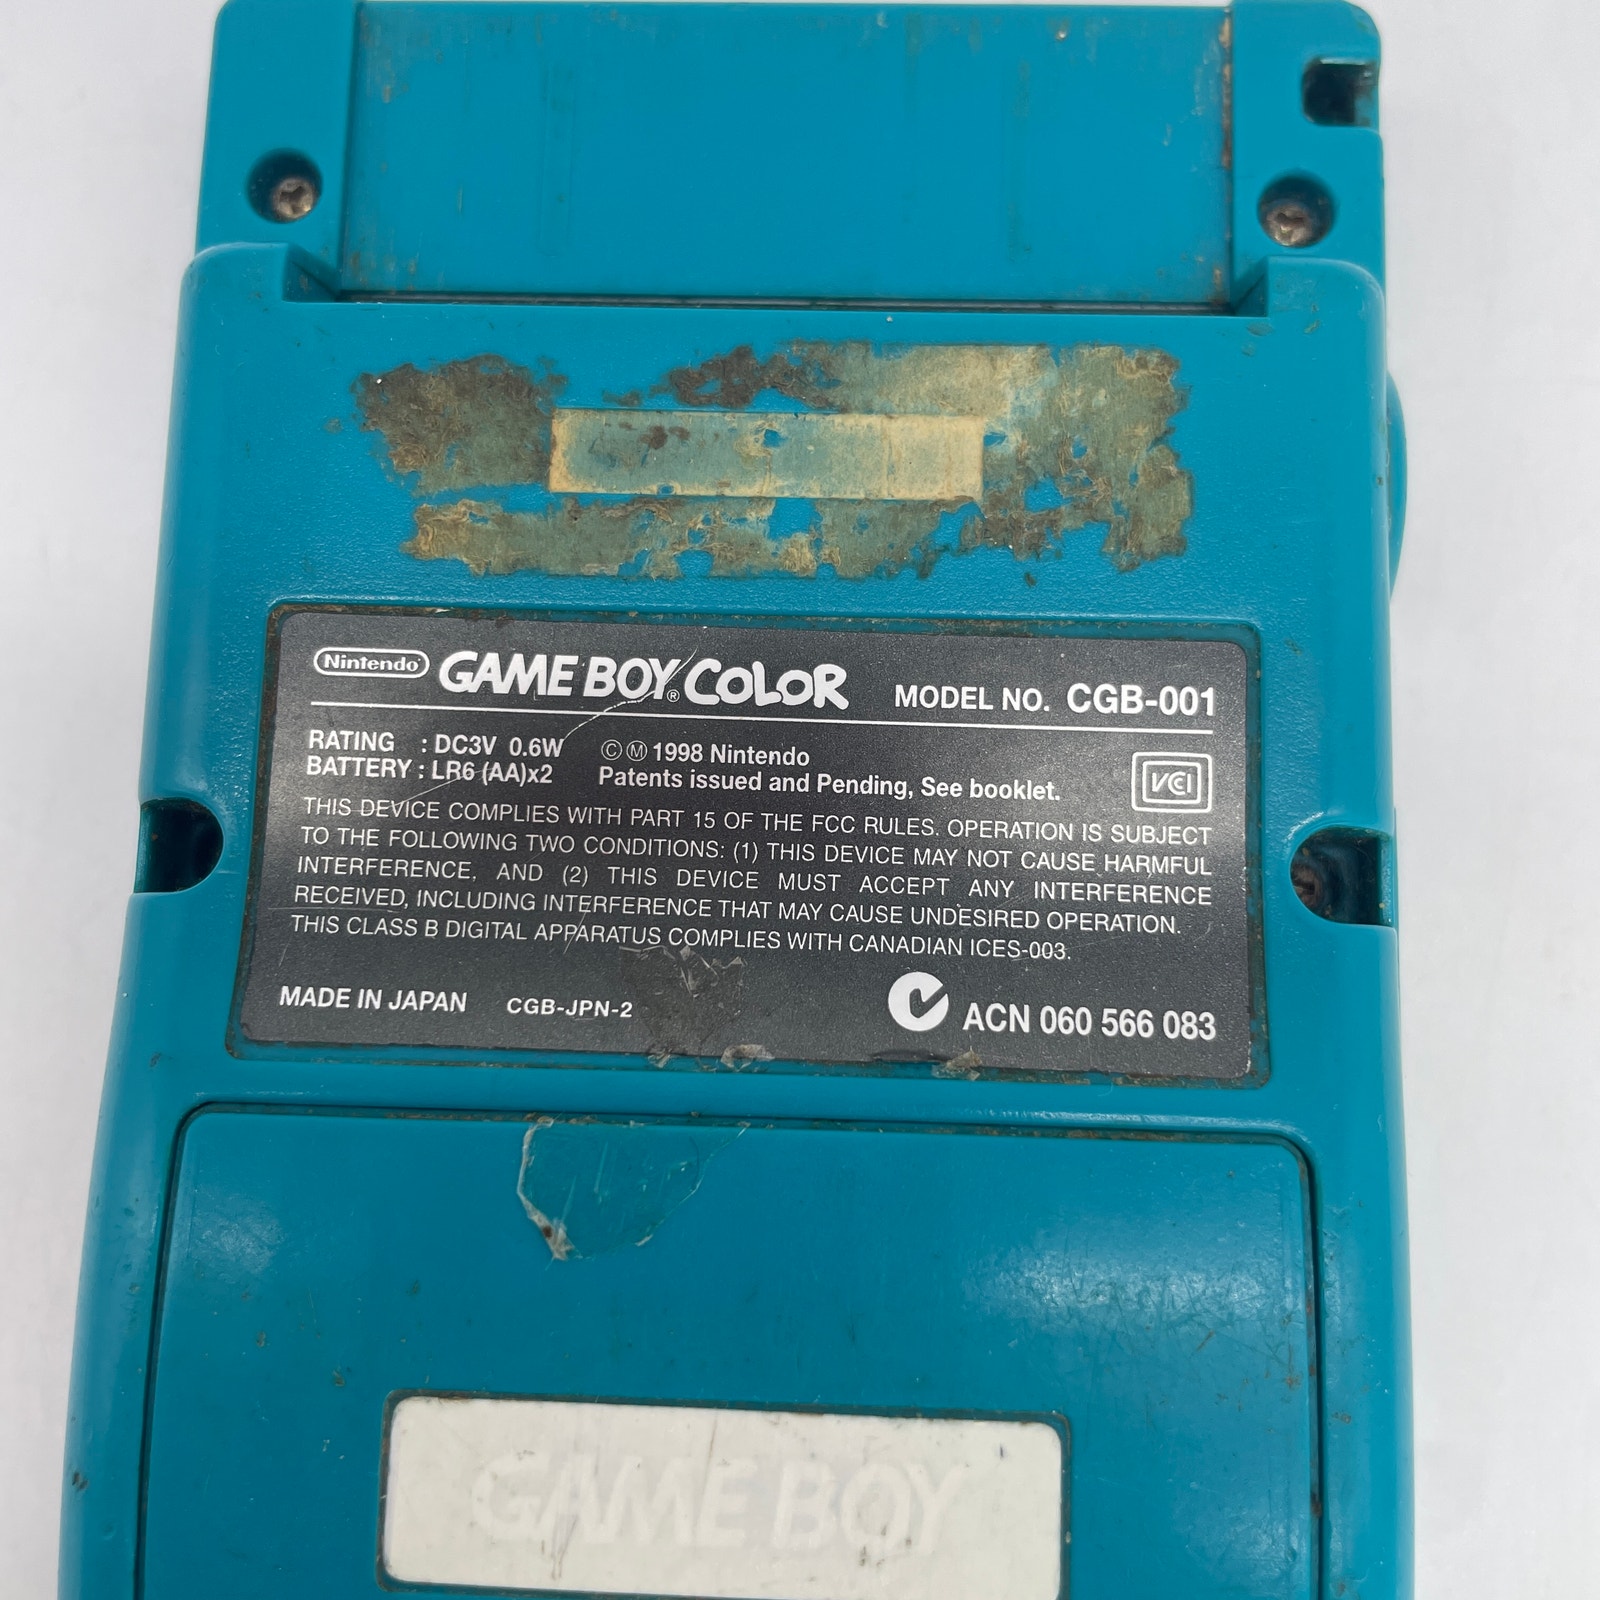 Nintendo GAME BOY® COLOR MODEL NO. CGB-001
RATING : DC3V 0.6W ©Ⓜ 1998 Nintendo
BATTERY : LR6 (AA)x2 Patents issued and Pending, See booklet.
VCI
THIS DEVICE COMPLIES WITH PART 15 OF THE FCC RULES. OPERATION IS SUBJECT
TO THE FOLLOWING TWO CONDITIONS: (1) THIS DEVICE MAY NOT CAUSE HARMFUL
INTERFERENCE, AND (2) THIS DEVICE MUST ACCEPT ANY INTERFERENCE
RECEIVED, INCLUDING INTERFERENCE THAT MAY CAUSE UNDESIRED OPERATION.
THIS CLASS B DIGITAL APPARATUS COMPLIES WITH CANADIAN ICES-003.
MADE IN JAPAN CGB-JPN-2 ACN 060 566 083
GAME BOY